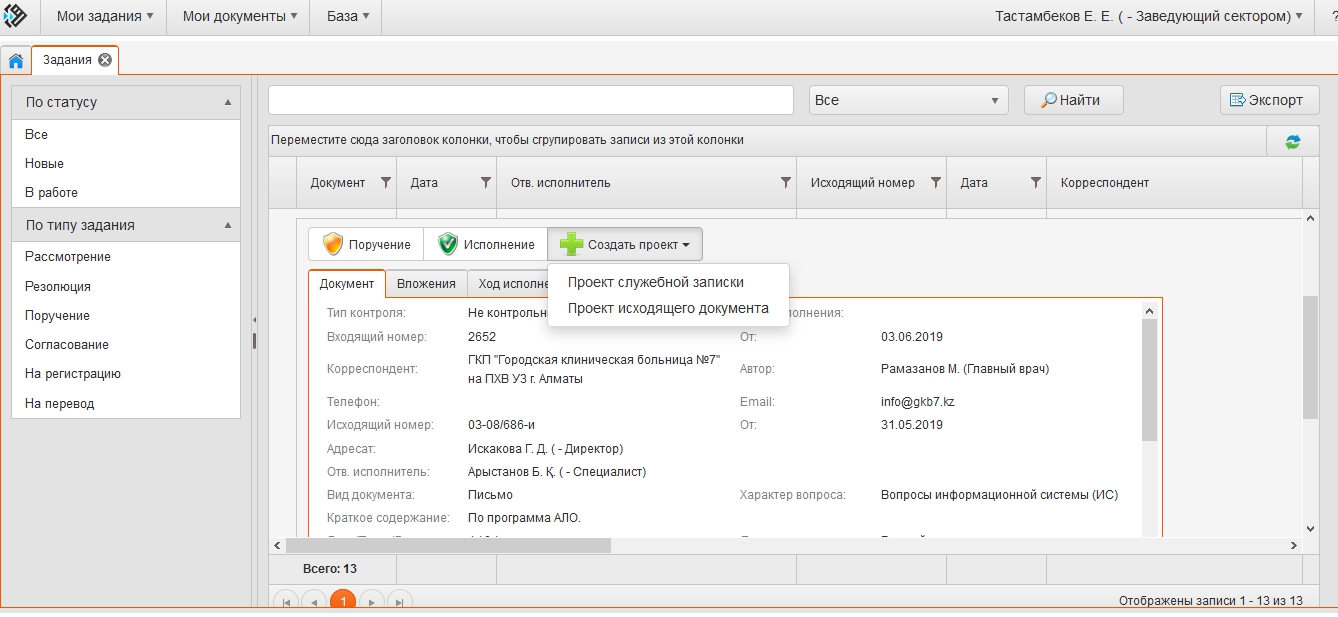 Мои задания Мои документы База Тастамбеков Е. Е. ( - Заведующий сектором) ?
Задания
По статусу
Все
Новые
В работе
По типу задания
Рассмотрение
Резолюция
Поручение
Согласование
На регистрацию
На перевод
Все Найти Экспорт
Переместите сюда заголовок колонки, чтобы сгрупировать записи из этой колонки
Документ Дата Отв. исполнитель Исходящий номер Дата Корреспондент
Поручение Исполнение Создать проект
Проект служебной записки
Проект исходящего документа
Документ Вложения Ход исполне
Тип контроля: Не контрольн олнения:
Входящий номер: 2652 От: 03.06.2019
Корреспондент: ГКП "Городская клиническая больница №7"
на ПХВ УЗ г. Алматы Автор: Рамазанов М. (Главный врач)
Телефон: Email: info@gkb7.kz
Исходящий номер: 03-08/686-и От: 31.05.2019
Адресат: Искакова Г. Д. ( - Директор)
Отв. исполнитель: Арыстанов Б. Қ. ( - Специалист)
Вид документа: Письмо Характер вопроса: Вопросы информационной системы (ИС)
Краткое содержание: По программа АЛО.
Всего: 13
1 Отображены записи 1 - 13 из 13